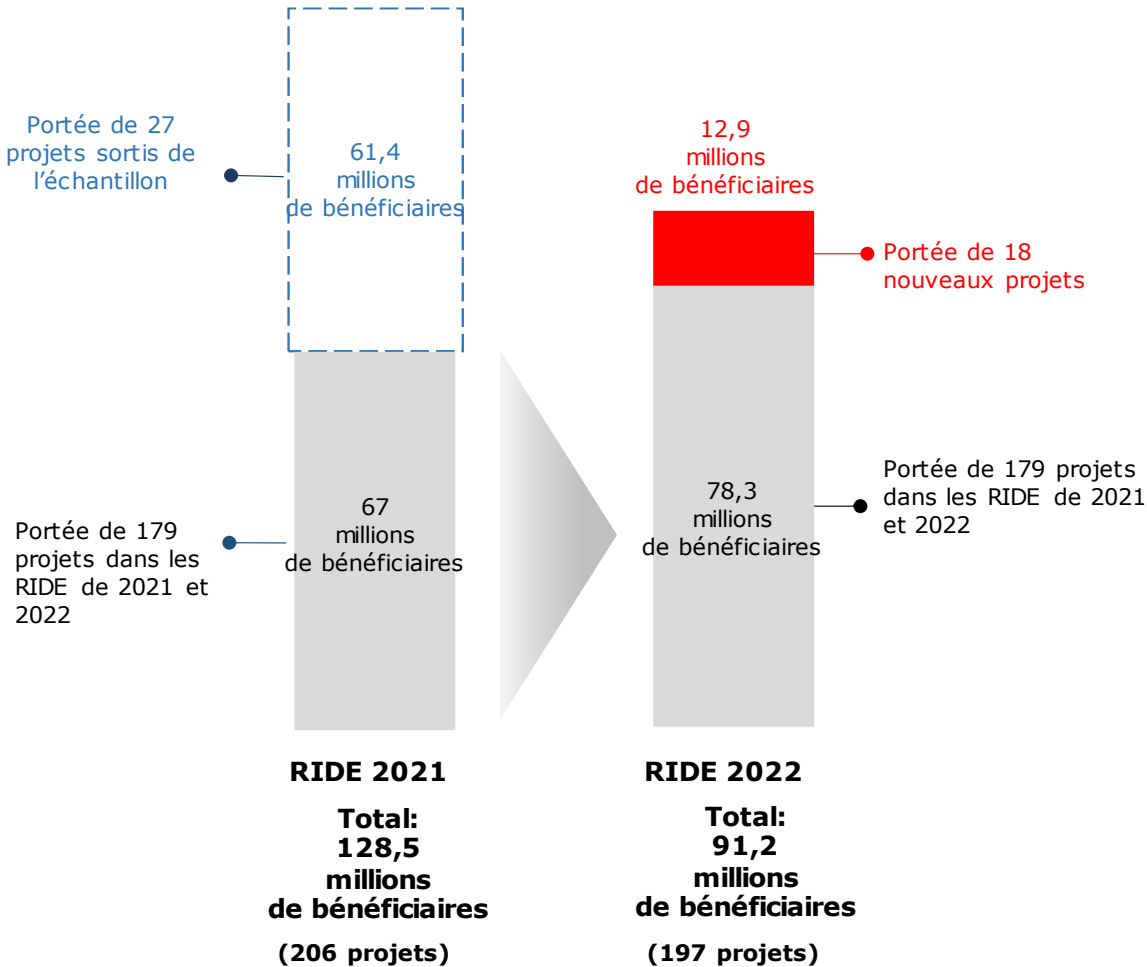 Portée de 27
projets sortis de
l'échantillon
61,4
millions
de bénéficiaires
12,9
millions
de bénéficiaires
Portée de 18
nouveaux projets
Portée de 179
projets dans les
RIDE de 2021 et
2022
67
millions
de bénéficiaires
78,3
millions
de bénéficiaires
Portée de 179 projets
dans les RIDE de 2021
et 2022
RIDE 2021
Total:
128,5
millions
de bénéficiaires
(206 projets)
RIDE 2022
Total:
91,2
millions
de bénéficiaires
(197 projets)